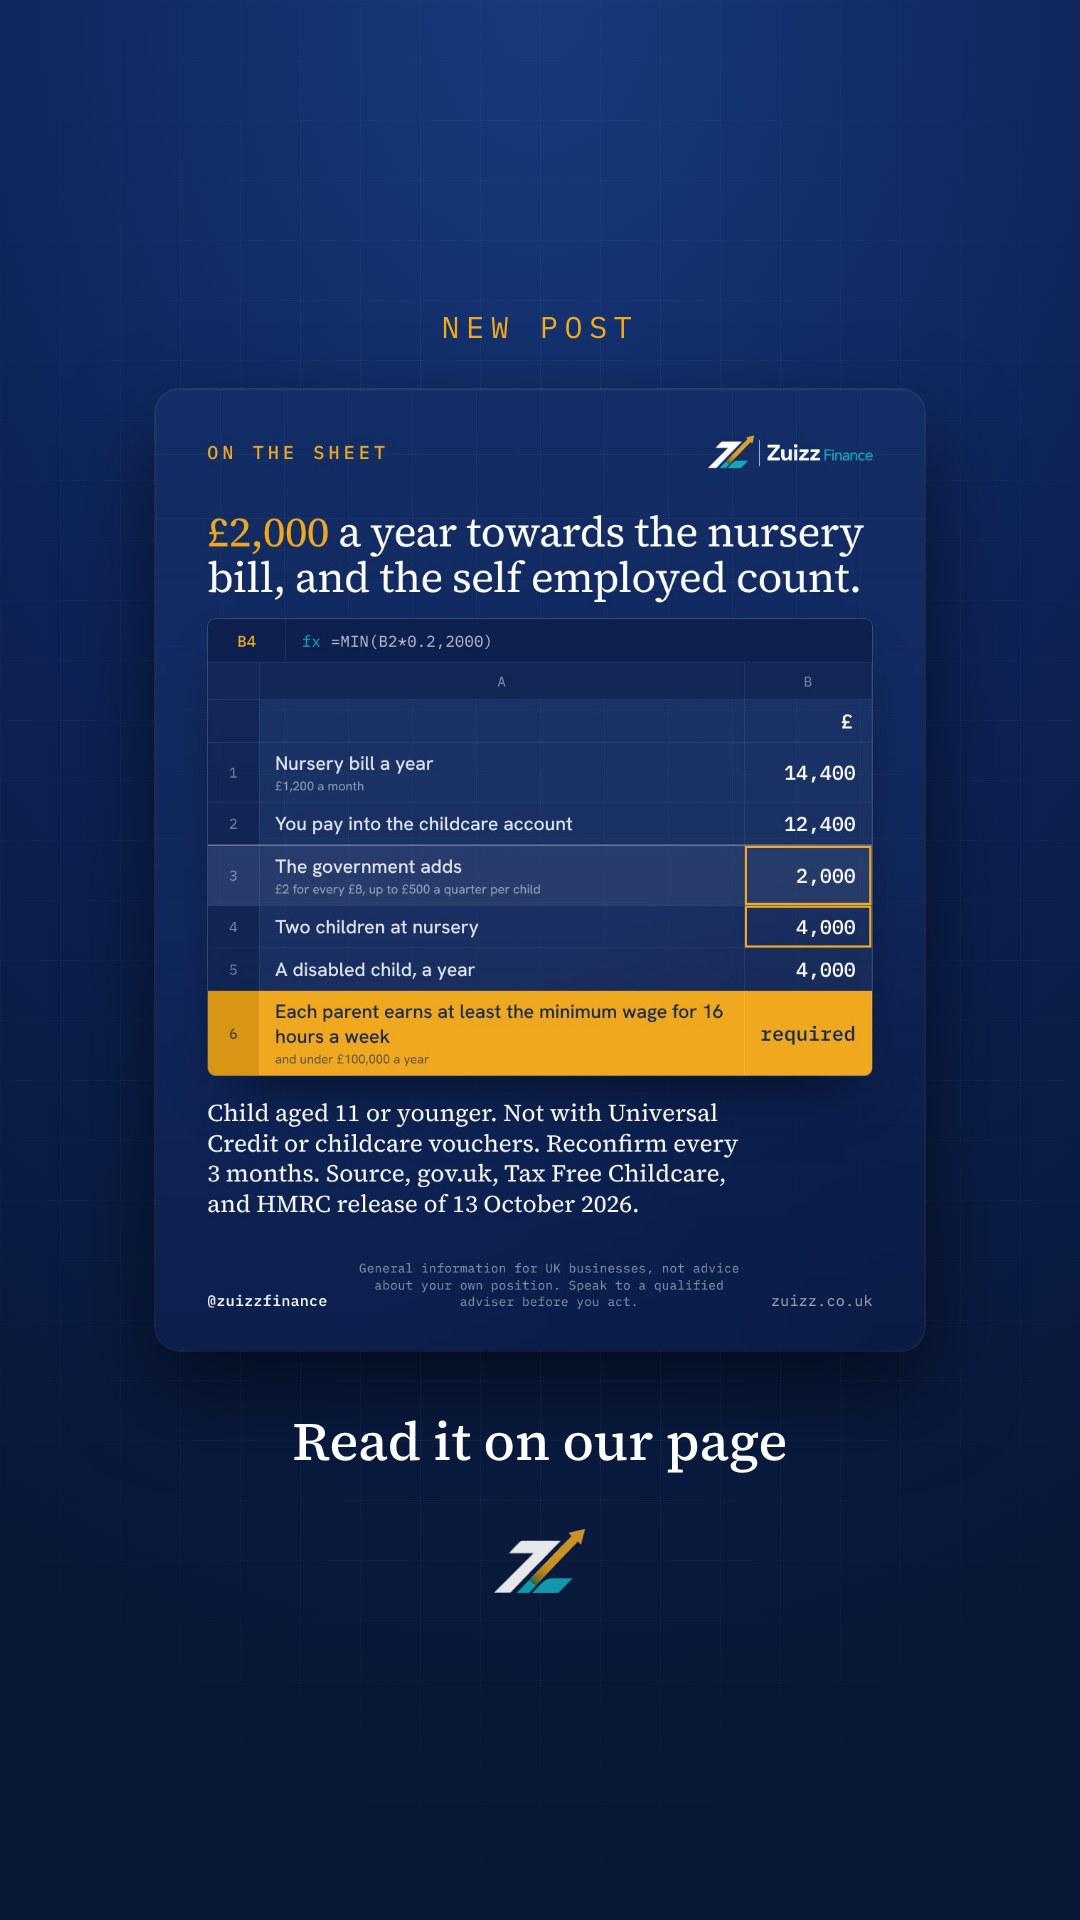 NEW POST
ON THE SHEET
Zuizz Finance
£2,000 a year towards the nursery
bill, and the self employed count.
B4 fx =MIN(B2*0.2,2000)
A B
£
1 Nursery bill a year 14,400
£1,200 a month
2 You pay into the childcare account 12,400
3 The government adds 2,000
£2 for every £8, up to £500 a quarter per child
4 Two children at nursery 4,000
5 A disabled child, a year 4,000
6 Each parent earns at least the minimum wage for 16
hours a week required
and under £100,000 a year
Child aged 11 or younger. Not with Universal
Credit or childcare vouchers. Reconfirm every
3 months. Source, gov.uk, Tax Free Childcare,
and HMRC release of 13 October 2026.
General information for UK businesses, not advice
about your own position. Speak to a qualified
adviser before you act.
@zuizzfinance
zuizz.co.uk
Read it on our page